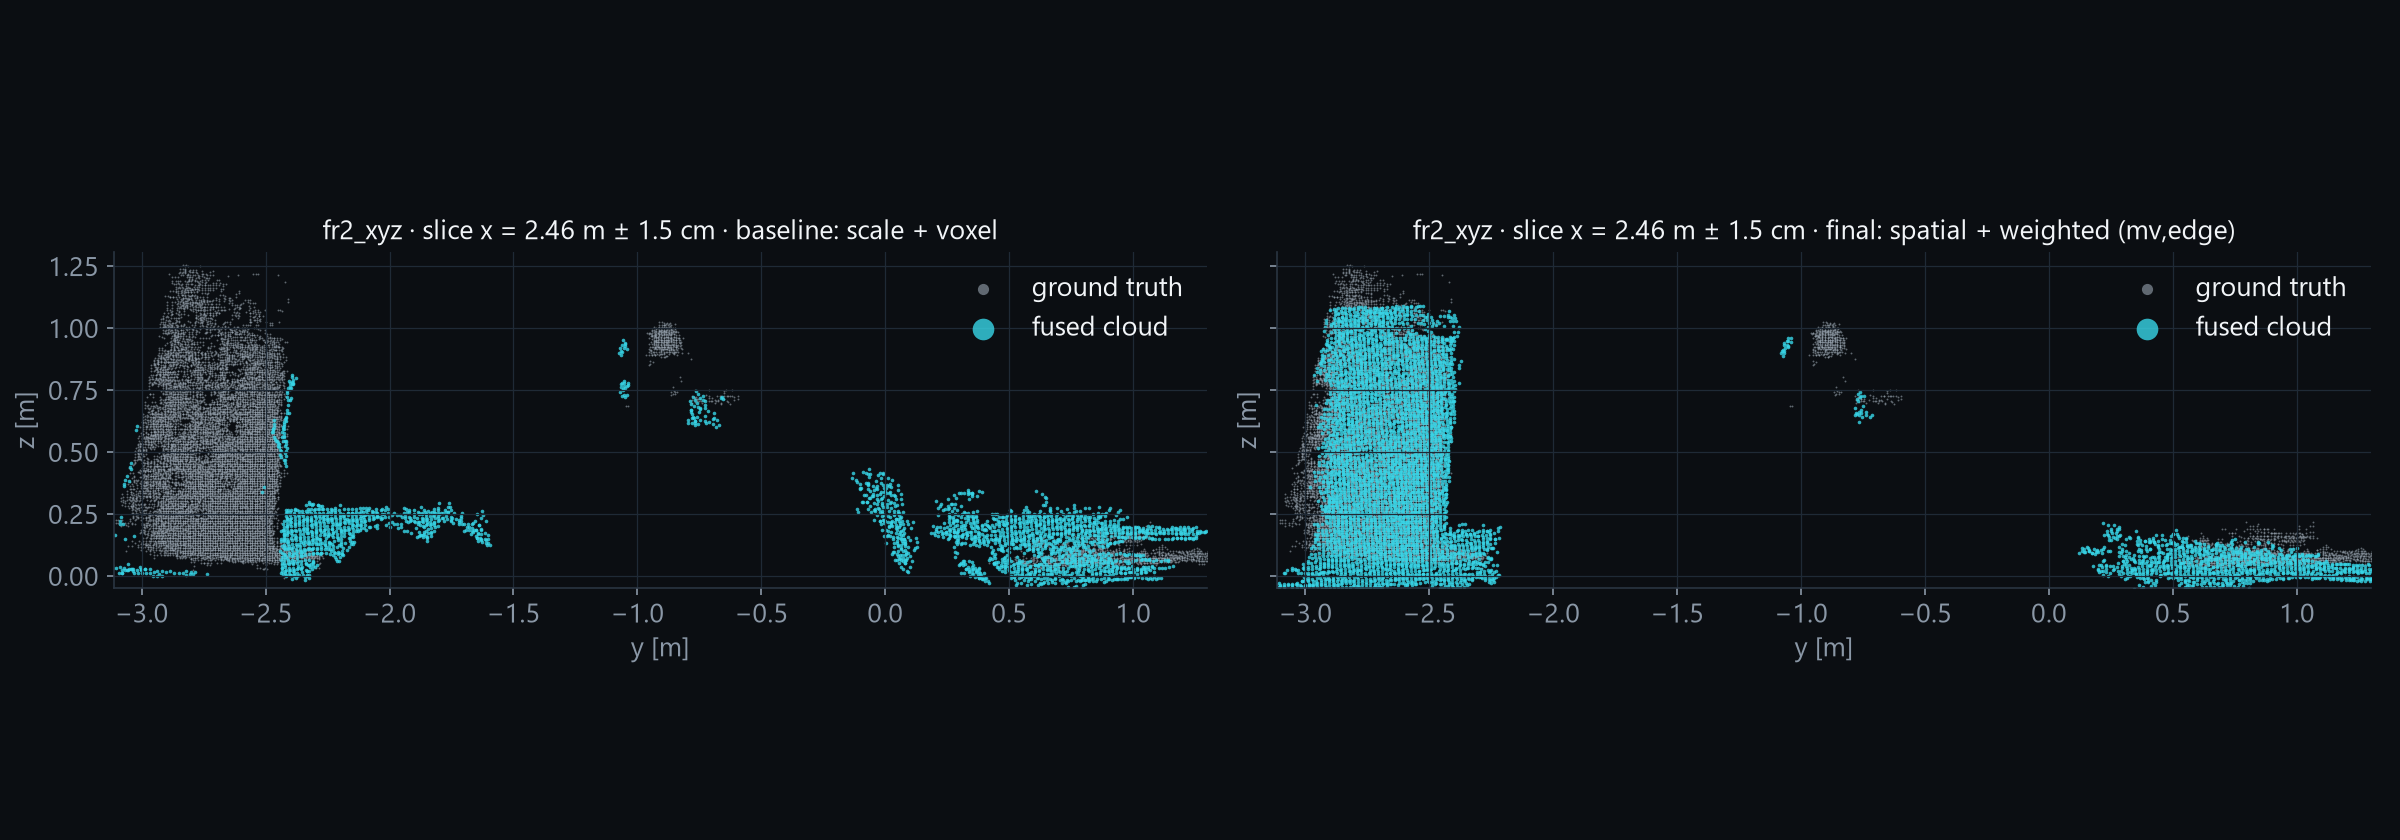 fr2_xyz · slice x = 2.46 m ± 1.5 cm · baseline: scale + voxel
ground truth
fused cloud
1.25
1.00
0.75
0.50
0.25
0.00
z [m]
−3.0 −2.5 −2.0 −1.5 −1.0 −0.5 0.0 0.5 1.0
y [m]
fr2_xyz · slice x = 2.46 m ± 1.5 cm · final: spatial + weighted (mv,edge)
ground truth
fused cloud
z [m]
−3.0 −2.5 −2.0 −1.5 −1.0 −0.5 0.0 0.5 1.0
y [m]